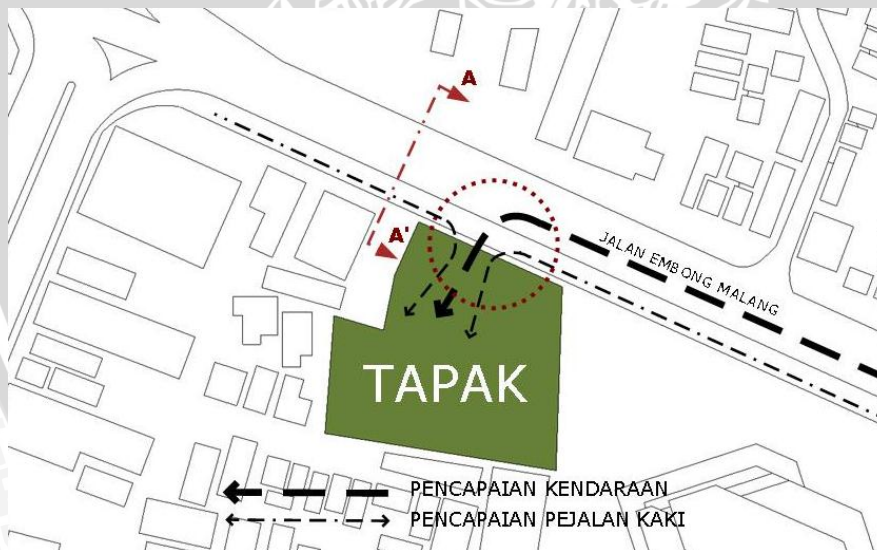 A
A'
JALAN EMBONG MALANG
TAPAK
PENCAPAIAN KENDARAAN
PENCAPAIAN PEJALAN KAKI